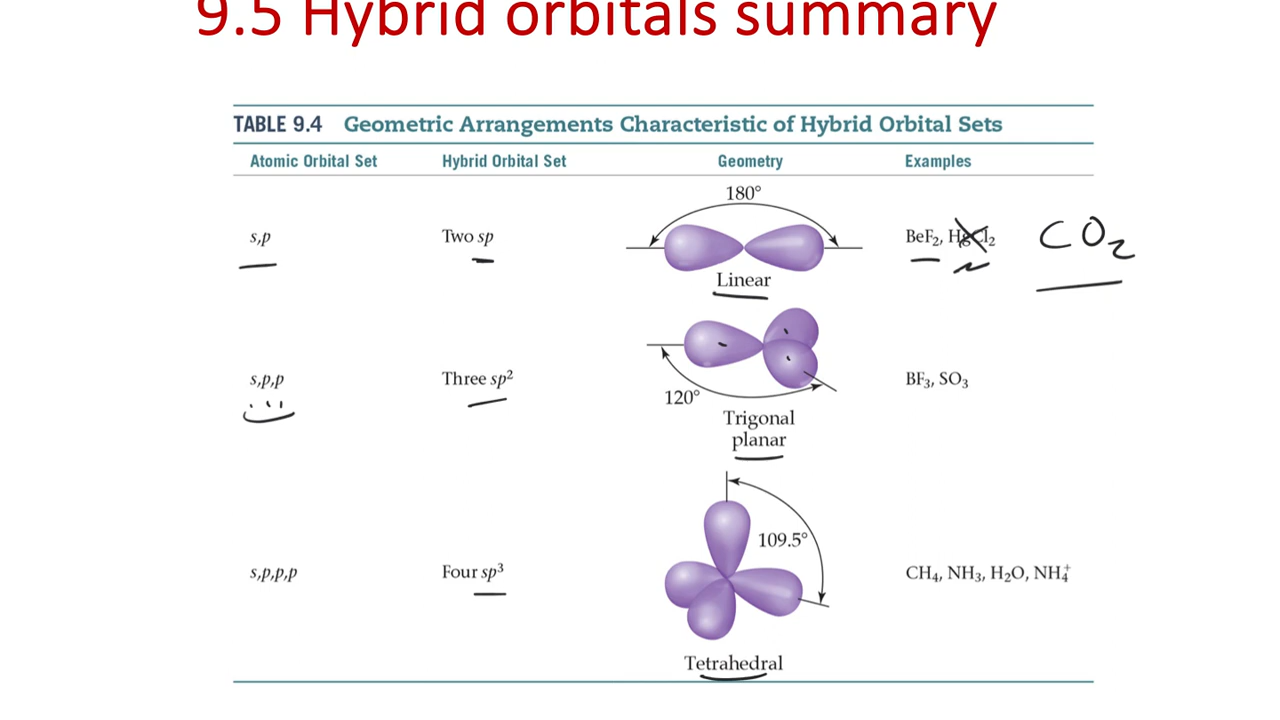 9.5 Hybrid orbitals summary
TABLE 9.4 Geometric Arrangements Characteristic of Hybrid Orbital Sets
Atomic Orbital Set Hybrid Orbital Set Geometry Examples
180°
s,p Two sp BeF₂, HgCl₂ CO₂
Linear
s,p,p Three sp² BF₃, SO₃
120°
Trigonal
planar
109.5°
s,p,p,p Four sp³ CH₄, NH₃, H₂O, NH₄⁺
Tetrahedral